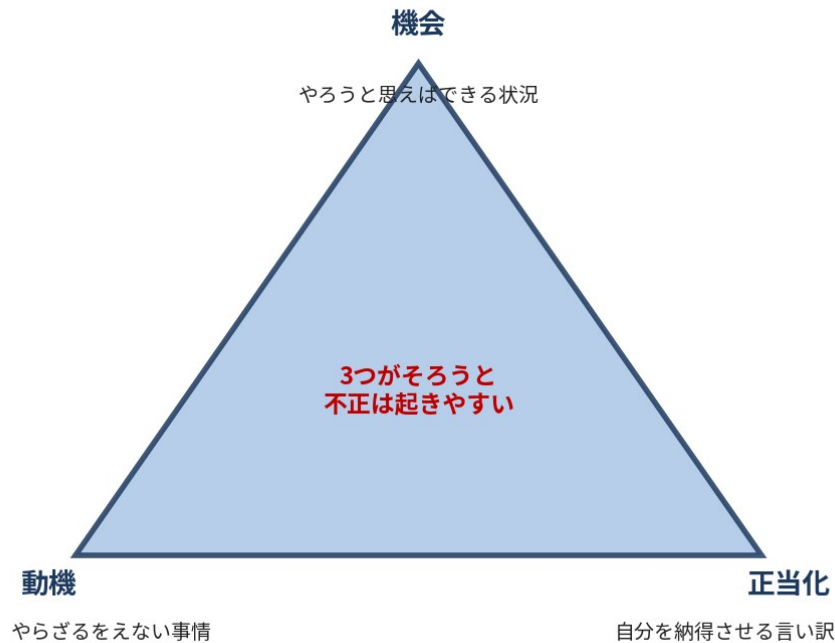 機会
やろうと思えばできる状況
3つがそろうと
不正は起きやすい
動機
正当化
やらざるをえない事情
自分を納得させる言い訳